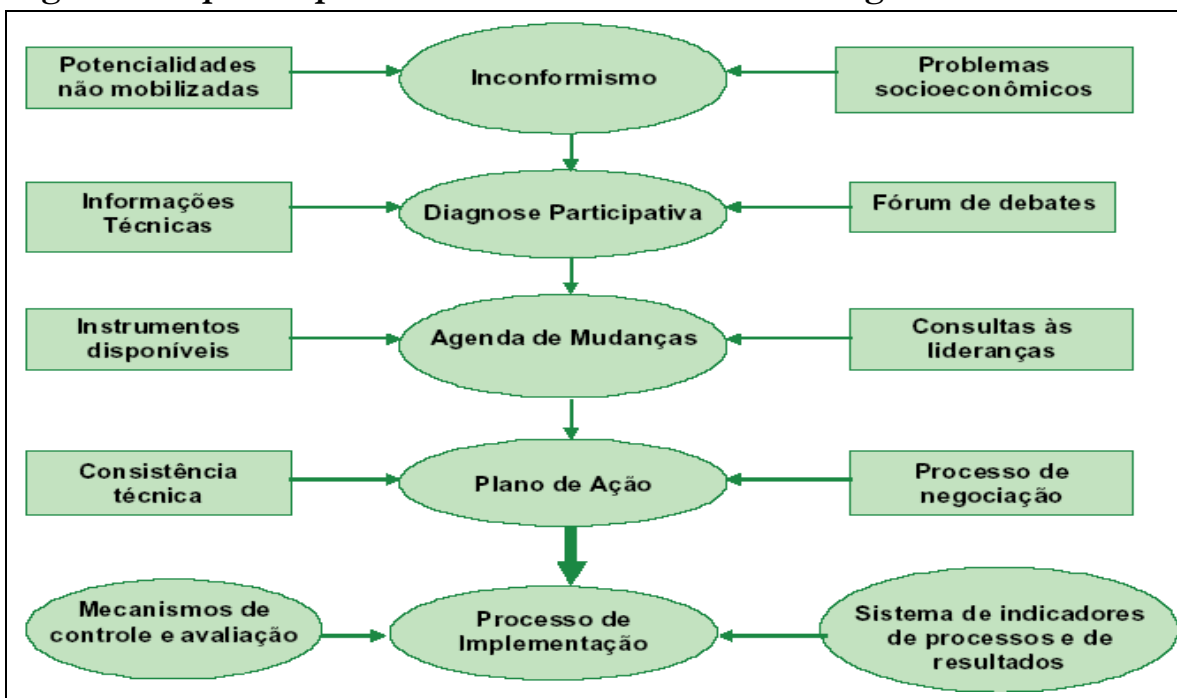 Potencialidades
não mobilizadas
Inconformismo
Problemas
socioeconômicos
Informações
Técnicas
Diagnose Participativa
Fórum de debates
Instrumentos
disponíveis
Agenda de Mudanças
Consultas às
lideranças
Consistência
técnica
Plano de Ação
Processo de
negociação
Mecanismos de
controle e avaliação
Processo de
Implementação
Sistema de indicadores
de processos e de
resultados